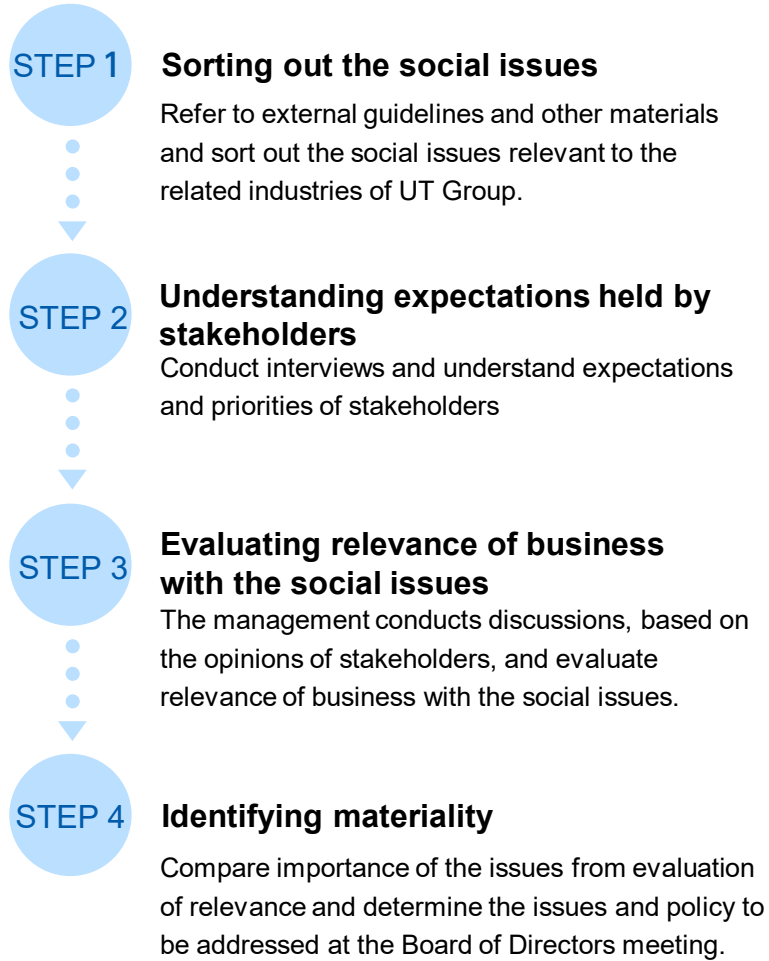 STEP 1
Sorting out the social issues
Refer to external guidelines and other materials
and sort out the social issues relevant to the
related industries of UT Group.
STEP 2
Understanding expectations held by
stakeholders
Conduct interviews and understand expectations
and priorities of stakeholders
STEP 3
Evaluating relevance of business
with the social issues
The management conducts discussions, based on
the opinions of stakeholders, and evaluate
relevance of business with the social issues.
STEP 4
Identifying materiality
Compare importance of the issues from evaluation
of relevance and determine the issues and policy to
be addressed at the Board of Directors meeting.